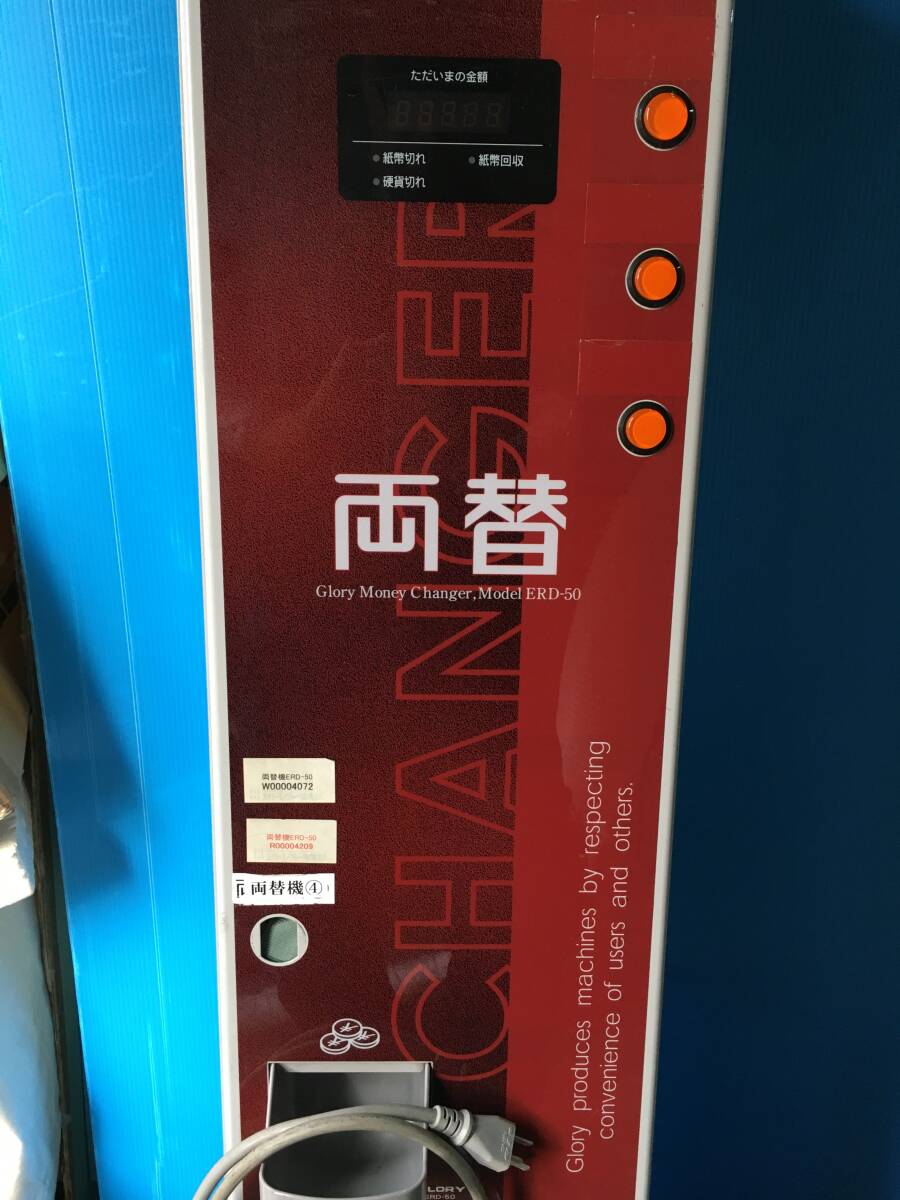 ただいまの金額
紙幣切れ
紙幣回収
硬貨切れ
CHANGER
両替
Glory Money Changer, Model ERD-50
両替機ERD-50
W00004072
両替機ERD-50
R00004209
両替機④
Glory produces machines by respecting
convenience of users and others.
LORY
ERD-50